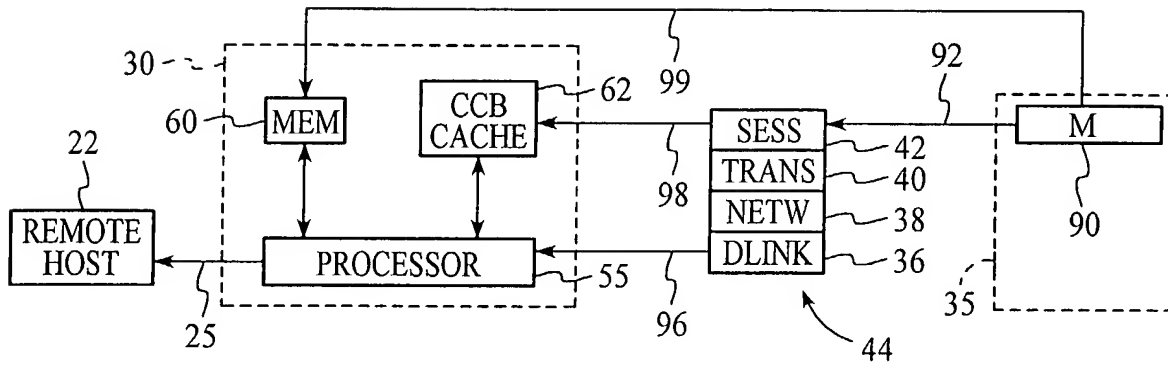 99
30
92
62
CCB
CACHE
60
MEM
SESS
M
42
98
TRANS
40
22
90
NETW
38
REMOTE
HOST
PROCESSOR
DLINK
36
55
96
25
35
44